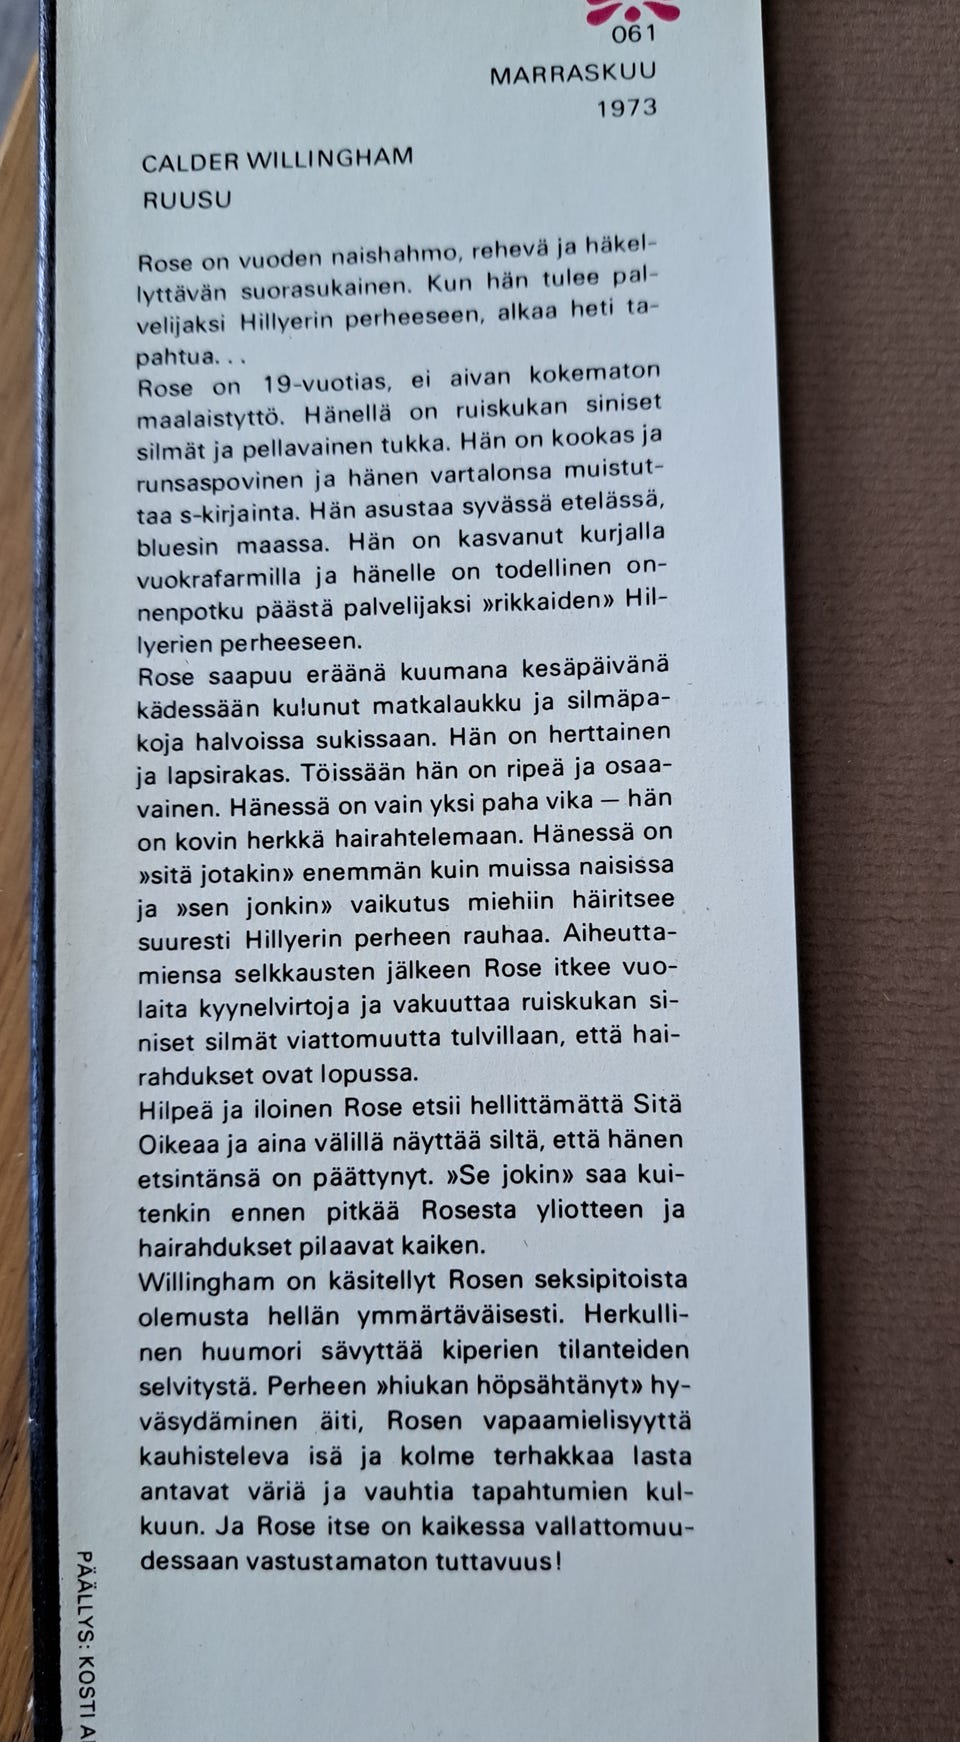 061
MARRASKUU
1973
CALDER WILLINGHAM
RUUSU
Rose on vuoden naishahmo, rehevä ja häkel-
lyttävän suorasukainen. Kun hän tulee pal-
velijaksi Hillyerin perheeseen, alkaa heti ta-
pahtua...
Rose on 19-vuotias, ei aivan kokematon
maalaistyttö. Hänellä on ruiskukan siniset
silmät ja pellavainen tukka. Hän on kookas ja
runsaspovinen ja hänen vartalonsa muistut-
taa s-kirjainta. Hän asustaa syvässä etelässä,
bluesin maassa. Hän on kasvanut kurjalla
vuokrafarmilla ja hänelle on todellinen on-
nenpotku päästä palvelijaksi »rikkaiden» Hil-
lyerien perheeseen.
Rose saapuu eräänä kuumana kesäpäivänä
kädessään kulunut matkalaukku ja silmäpa-
koja halvoissa sukissaan. Hän on herttainen
ja lapsirakas. Töissään hän on ripeä ja osaa-
vainen. Hänessä on vain yksi paha vika — hän
on kovin herkkä hairahtelemaan. Hänessä on
»sitä jotakin» enemmän kuin muissa naisissa
ja »sen jonkin» vaikutus miehiin häiritsee
suuresti Hillyerin perheen rauhaa. Aiheutta-
miensa selkkausten jälkeen Rose itkee vuo-
laita kyynelvirtoja ja vakuuttaa ruiskukan si-
niset silmät viattomuutta tulvillaan, että hai-
rahdukset ovat lopussa.
Hilpeä ja iloinen Rose etsii hellittämättä Sitä
Oikeaa ja aina välillä näyttää siltä, että hänen
etsintänsä on päättynyt. »Se jokin» saa kui-
tenkin ennen pitkää Rosesta yliotteen ja
hairahdukset pilaavat kaiken.
Willingham on käsitellyt Rosen seksipitoista
olemusta hellän ymmärtäväisesti. Herkulli-
nen huumori sävyttää kiperien tilanteiden
selvitystä. Perheen »hiukan höpsähtänyt» hy-
väsydäminen äiti, Rosen vapaamielisyyttä
kauhisteleva isä ja kolme terhakkaa lasta
antavat väriä ja vauhtia tapahtumien kul-
kuun. Ja Rose itse on kaikessa vallattomuu-
dessaan vastustamaton tuttavuus!
PÄÄLLYS: KOSTI